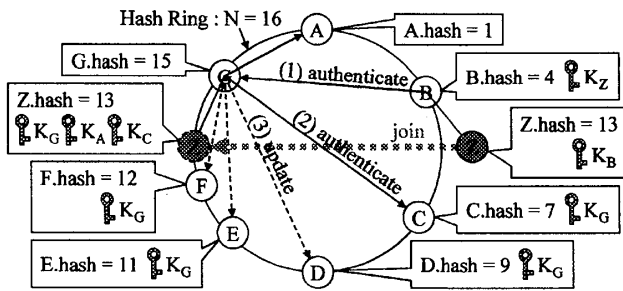 Hash Ring : N = 16
A
A.hash = 1
G.hash = 15
G
(1) authenticate
B
B.hash = 4 K_Z
Z.hash = 13
K_G K_A K_C
Z.hash = 13
K_B
join
Z
Z
(2) authenticate
(3) update
F.hash = 12
K_G
F
C
C.hash = 7 K_G
E
E.hash = 11 K_G
D
D.hash = 9 K_G